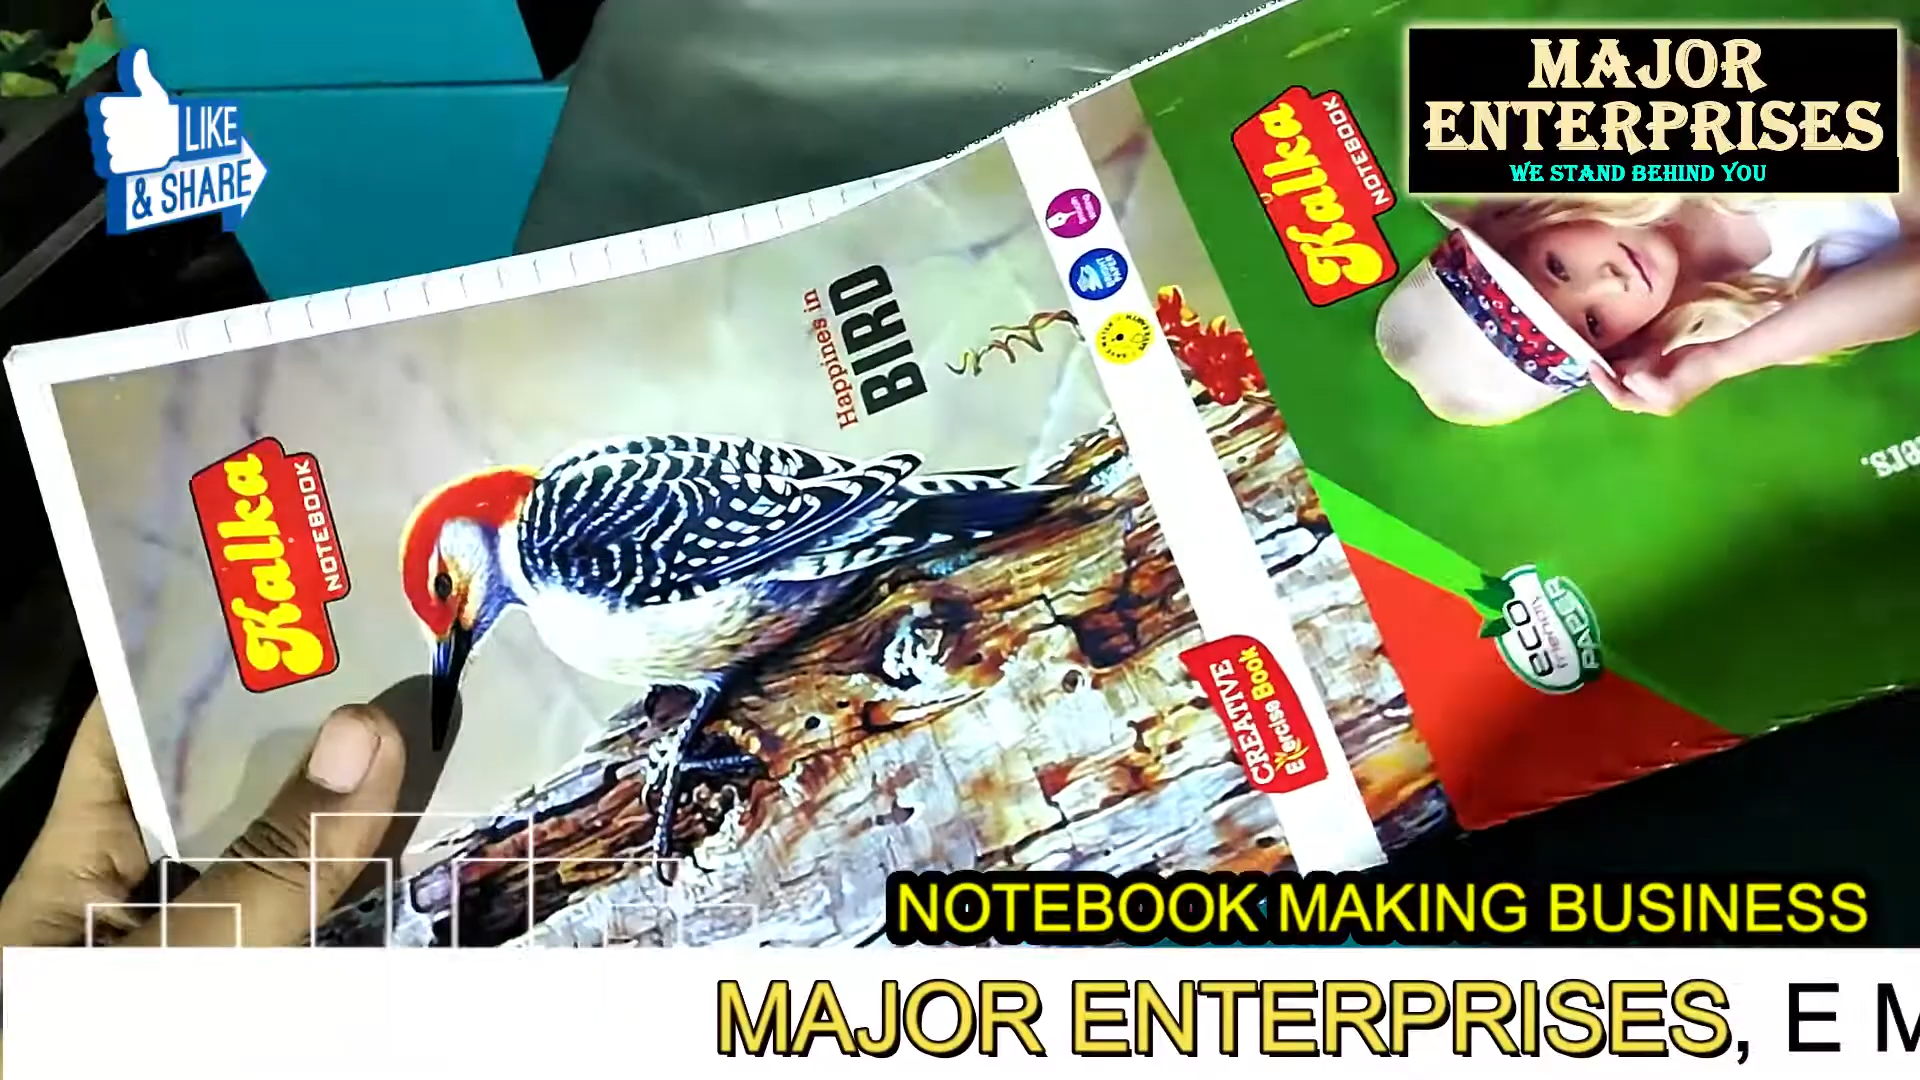 LIKE
& SHARE
MAJOR
ENTERPRISES
WE STAND BEHIND YOU
Kalka
NOTEBOOK
Happines in
BIRD
CREATIVE
Exercise Book
Kalka
NOTEBOOK
eco
friendly
PAPER
ers.
NOTEBOOK MAKING BUSINESS
MAJOR ENTERPRISES, E M